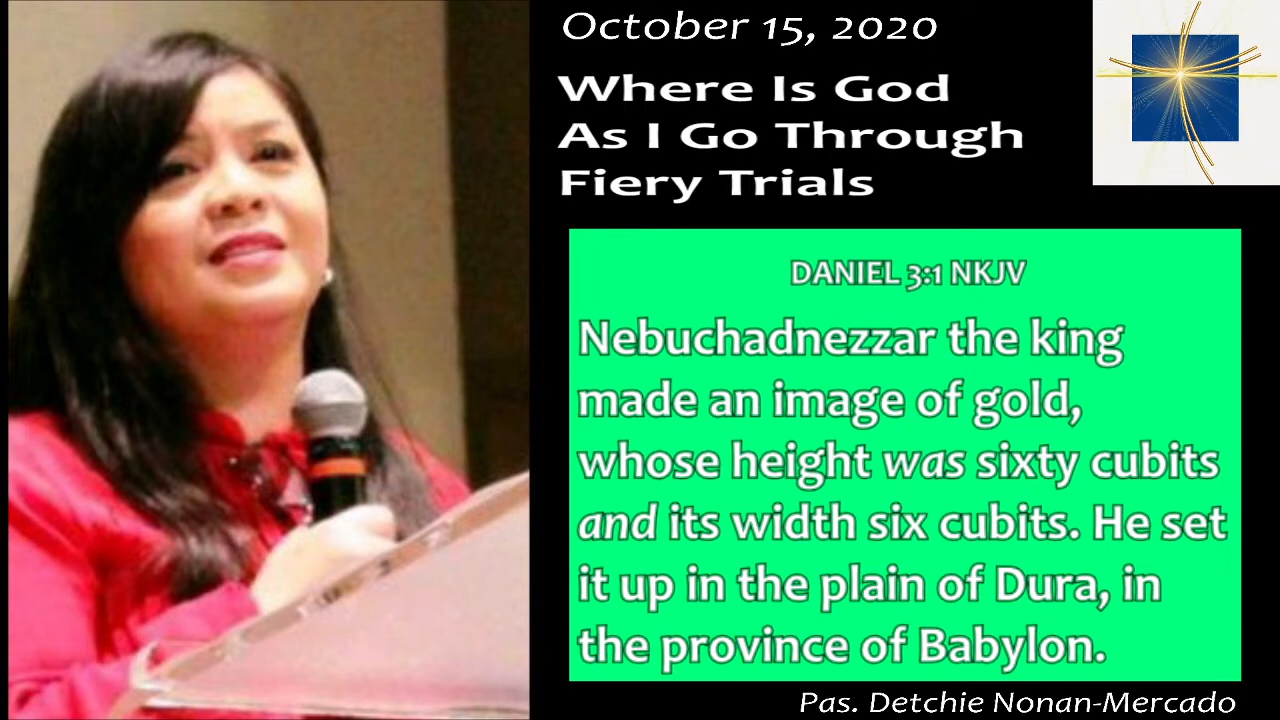 October 15, 2020
Where Is God
As I Go Through
Fiery Trials
DANIEL 3:1 NKJV
Nebuchadnezzar the king
made an image of gold,
whose height was sixty cubits
and its width six cubits. He set
it up in the plain of Dura, in
the province of Babylon.
Pas. Detchie Nonan-Mercado